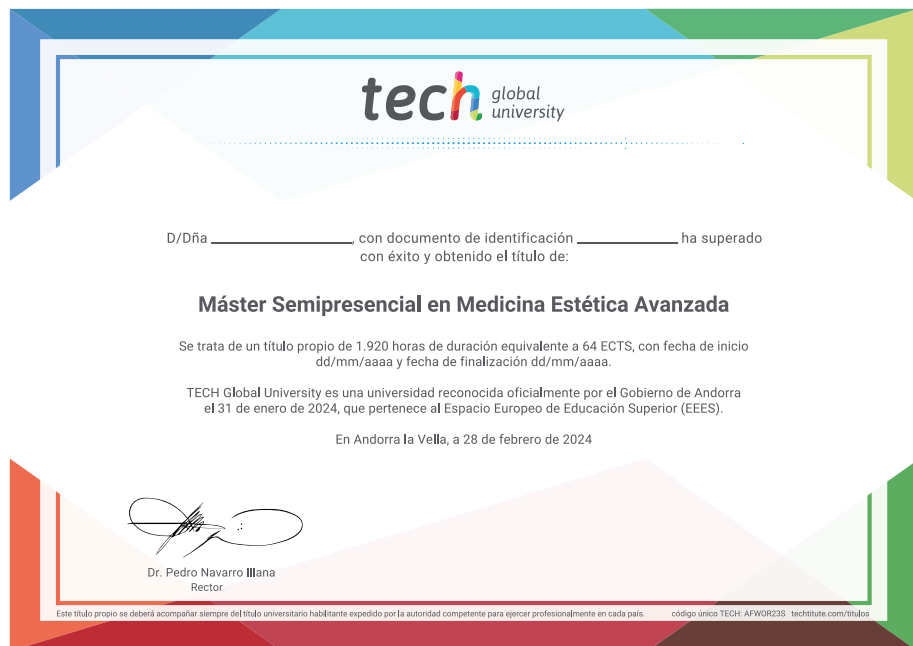 tech global university
D/Dña ______________, con documento de identificación __________ ha superado
con éxito y obtenido el título de:
Máster Semipresencial en Medicina Estética Avanzada
Se trata de un título propio de 1.920 horas de duración equivalente a 64 ECTS, con fecha de inicio
dd/mm/aaaa y fecha de finalización dd/mm/aaaa.
TECH Global University es una universidad reconocida oficialmente por el Gobierno de Andorra
el 31 de enero de 2024, que pertenece al Espacio Europeo de Educación Superior (EEES).
En Andorra la Vella, a 28 de febrero de 2024
Dr. Pedro Navarro Illana
Rector
Este título propio se deberá acompañar siempre del título universitario habilitante expedido por la autoridad competente para ejercer profesionalmente en cada país. código único TECH: AFWOR23S techtitute.com/titulos